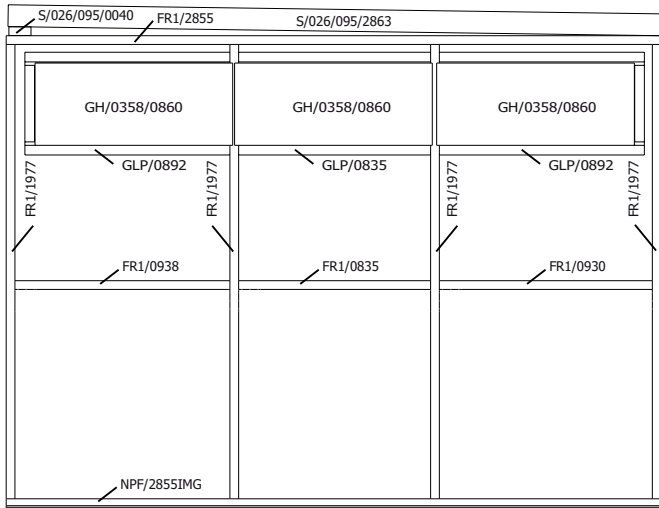 S/026/095/0040
FR1/2855
S/026/095/2863
GH/0358/0860
GH/0358/0860
GH/0358/0860
GLP/0892
GLP/0835
GLP/0892
FR1/1977
FR1/1977
FR1/1977
FR1/1977
FR1/0938
FR1/0835
FR1/0930
NPF/2855IMG